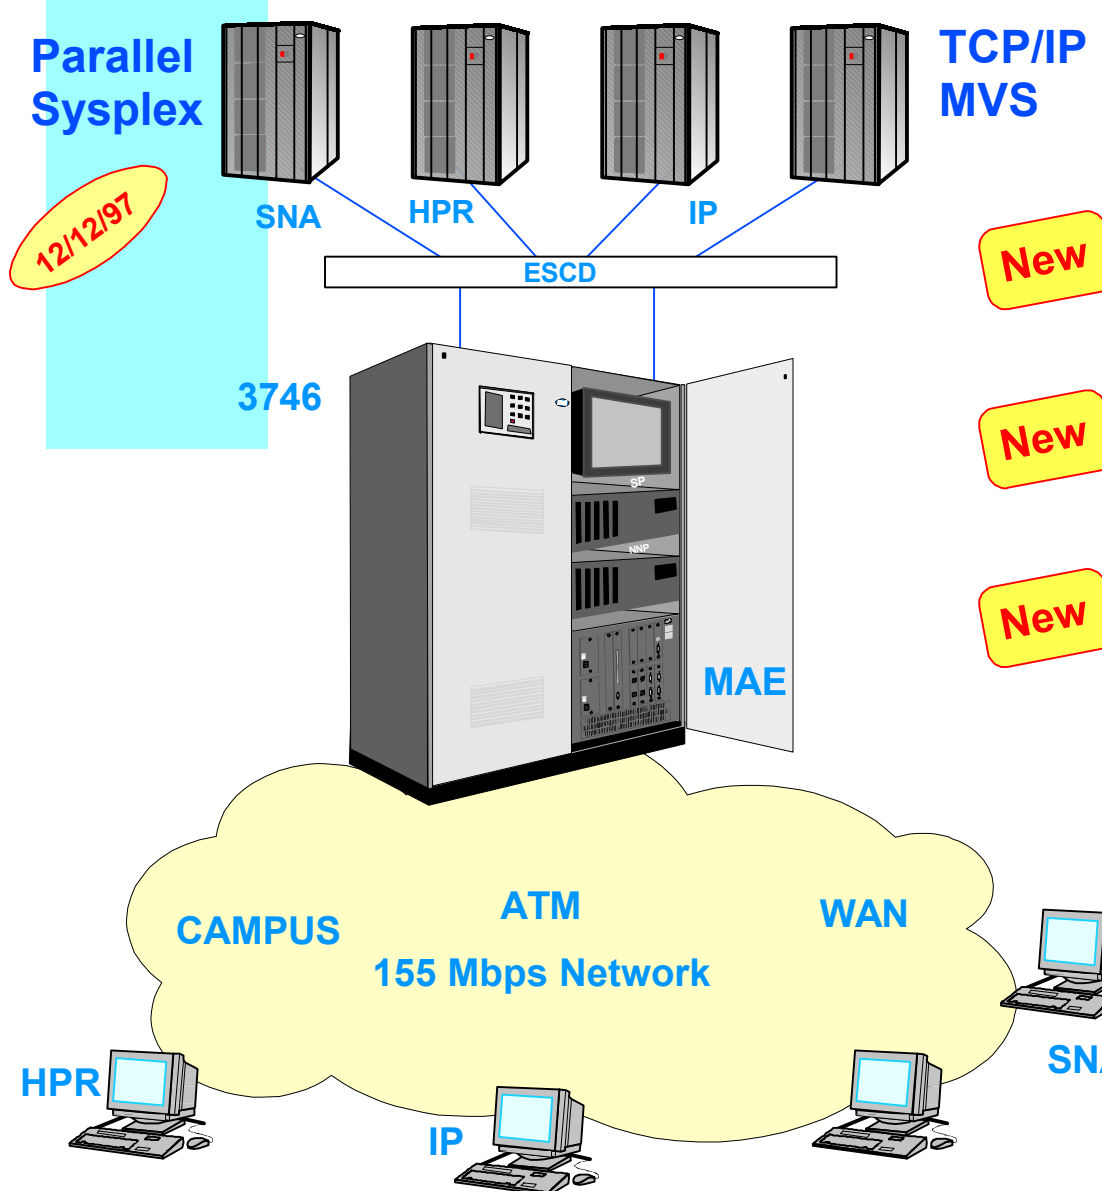 Parallel
Sysplex
TCP/IP
MVS
12/12/97
SNA
HPR
IP
New
ESCD
3746
New
SP
NNP
New
MAE
CAMPUS
ATM
WAN
155 Mbps Network
HPR
IP
SNA